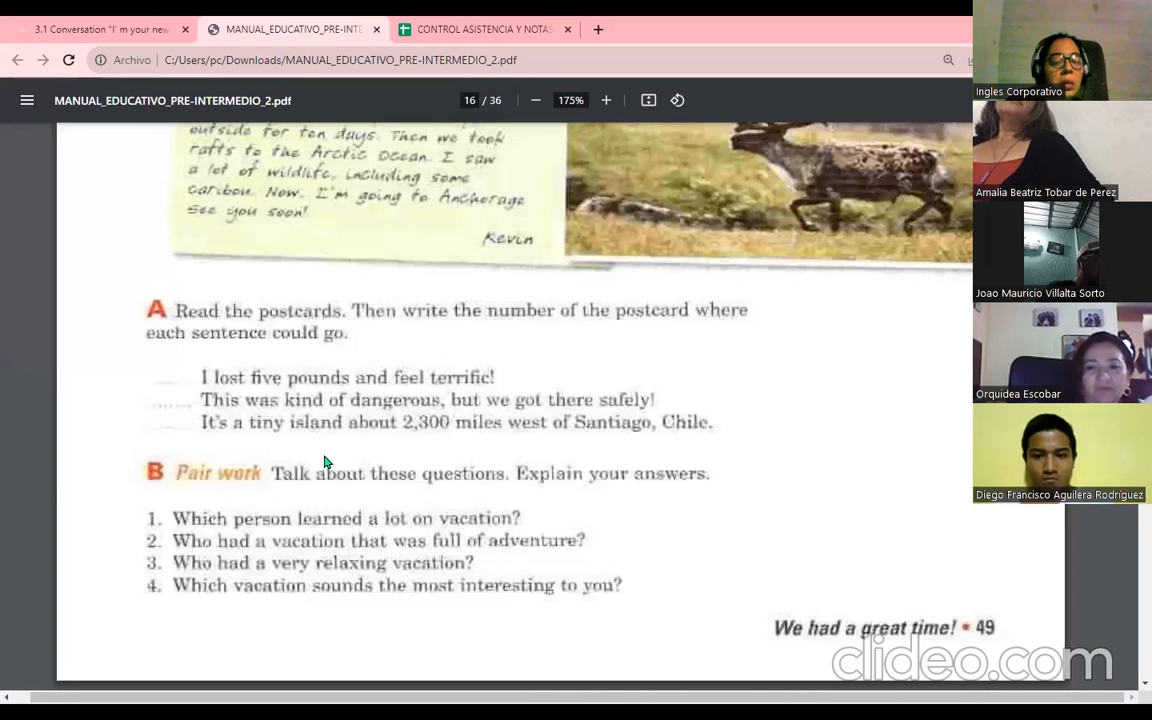 3.1 Conversation "I' m your new
MANUAL_EDUCATIVO_PRE-INTE
CONTROL ASISTENCIA Y NOTAS
Archivo
C:/Users/pc/Downloads/MANUAL_EDUCATIVO_PRE-INTERMEDIO_2.pdf
MANUAL_EDUCATIVO_PRE-INTERMEDIO_2.pdf
16 / 36
175%
outside for ten days. Then we took
rafts to the Arctic Ocean. I saw
a lot of wildlife, including some
caribou. Now, I'm going to Anchorage
See you soon!
Kevin
A Read the postcards. Then write the number of the postcard where
each sentence could go.
I lost five pounds and feel terrific!
This was kind of dangerous, but we got there safely!
It's a tiny island about 2,300 miles west of Santiago, Chile.
B Pair work Talk about these questions. Explain your answers.
1. Which person learned a lot on vacation?
2. Who had a vacation that was full of adventure?
3. Who had a very relaxing vacation?
4. Which vacation sounds the most interesting to you?
We had a great time! • 49
clideo.com
Ingles Corporativo
Amalia Beatriz Tobar de Perez
Joao Mauricio Villalta Sorto
Orquidea Escobar
Diego Francisco Aguilera Rodríguez